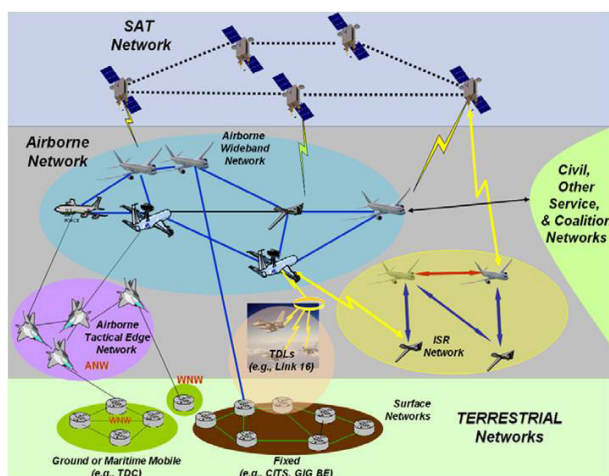 SAT
Network
Airborne
Network
Airborne
Wideband
Network
Civil,
Other
Service,
& Coalition
Networks
Airborne
Tactical Edge
Network
ANW
TDLs
(e.g., Link 16)
ISR
Network
WNW
WNW
Surface
Networks
TERRESTRIAL
Networks
Ground or Maritime Mobile
(e.g., TDC)
Fixed
(e.g., CITS, GIG BE)